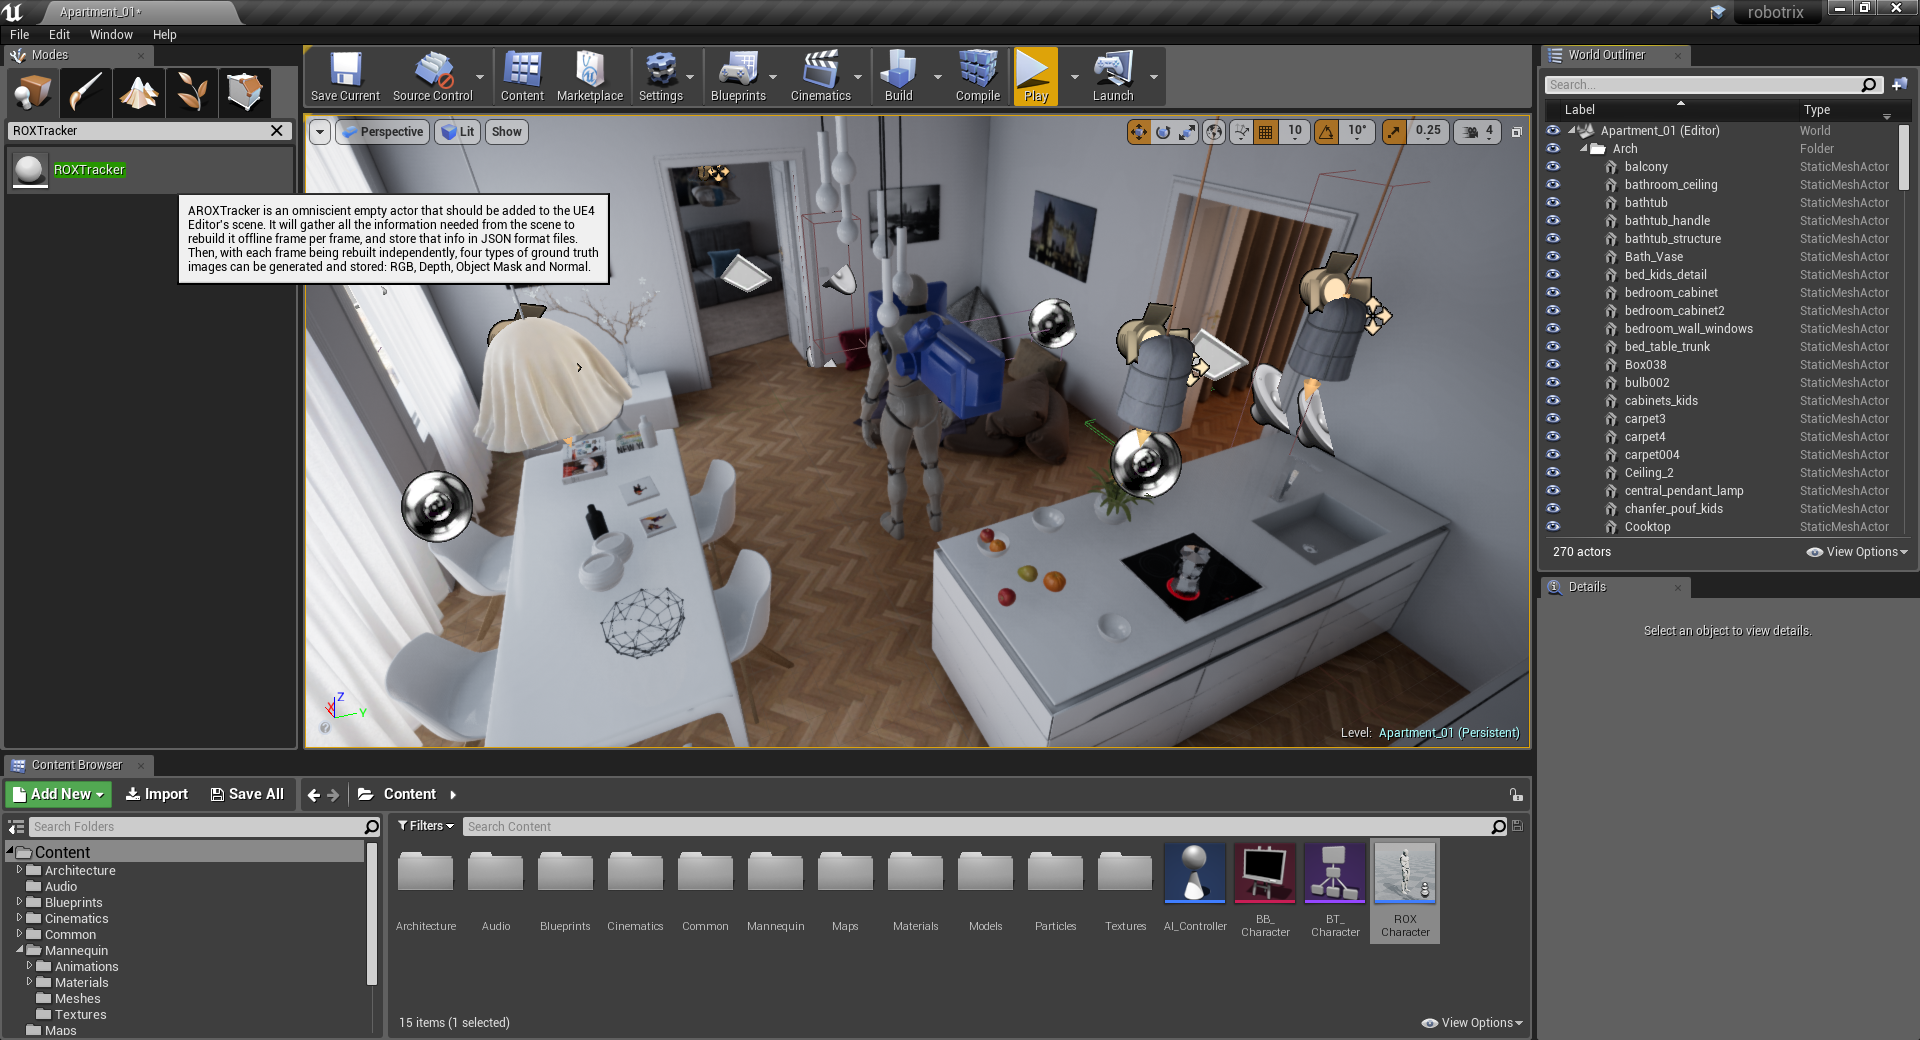 Apartment_01*
robotrix
File Edit Window Help
Modes
ROXTracker
ROXTracker
AROXTracker is an omniscient empty actor that should be added to the UE4
Editor's scene. It will gather all the information needed from the scene to
rebuild it offline frame per frame, and store that info in JSON format files.
Then, with each frame being rebuilt independently, four types of ground truth
images can be generated and stored: RGB, Depth, Object Mask and Normal.
Save Current Source Control Content Marketplace Settings Blueprints Cinematics Build Compile Play Launch
Perspective Lit Show
10 10° 0.25 4
Z
X
Y
Level: Apartment_01 (Persistent)
World Outliner
Search...
Label Type
Apartment_01 (Editor) World
Arch Folder
balcony StaticMeshActor
bathroom_ceiling StaticMeshActor
bathtub StaticMeshActor
bathtub_handle StaticMeshActor
bathtub_structure StaticMeshActor
Bath_Vase StaticMeshActor
bed_kids_detail StaticMeshActor
bedroom_cabinet StaticMeshActor
bedroom_cabinet2 StaticMeshActor
bedroom_wall_windows StaticMeshActor
bed_table_trunk StaticMeshActor
Box038 StaticMeshActor
bulb002 StaticMeshActor
cabinets_kids StaticMeshActor
carpet3 StaticMeshActor
carpet4 StaticMeshActor
carpet004 StaticMeshActor
Ceiling_2 StaticMeshActor
central_pendant_lamp StaticMeshActor
chanfer_pouf_kids StaticMeshActor
Cooktop StaticMeshActor
270 actors View Options
Details
Select an object to view details.
Content Browser
Add New Import Save All Content
Search Folders
Content
Architecture
Audio
Blueprints
Cinematics
Common
Mannequin
Animations
Materials
Meshes
Textures
Maps
Filters Search Content
Architecture Audio Blueprints Cinematics Common Mannequin Maps Materials Models Particles Textures AI_Controller
BB_
Character
BT_
Character
ROX
Character
15 items (1 selected) View Options